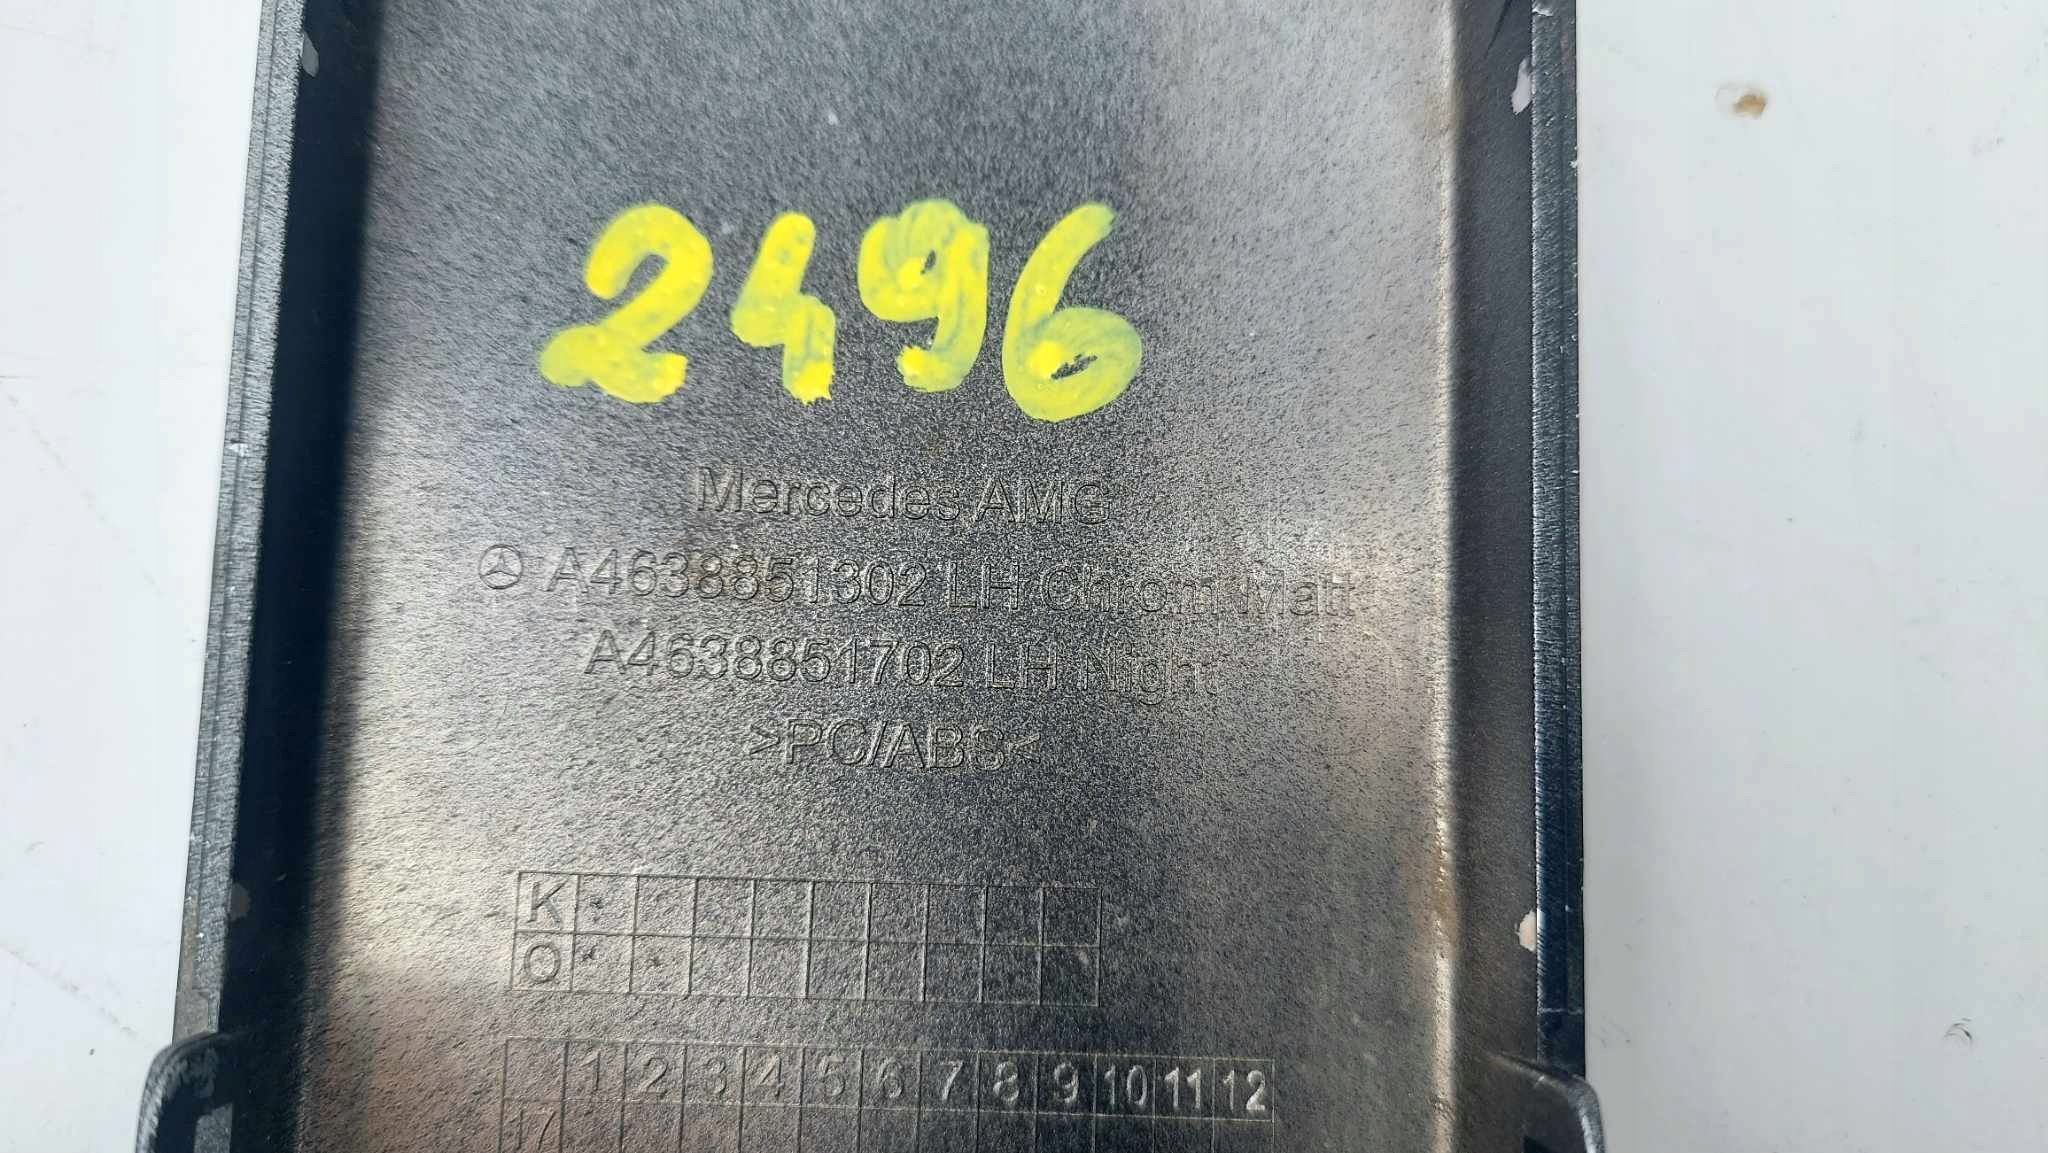 2496
Mercedes AMG
A4638851302 LH Chrom Matt
A4638851702 LH Night
>PC/ABS<
K
O
1 2 3 4 5 6 7 8 9 10 11 12
17